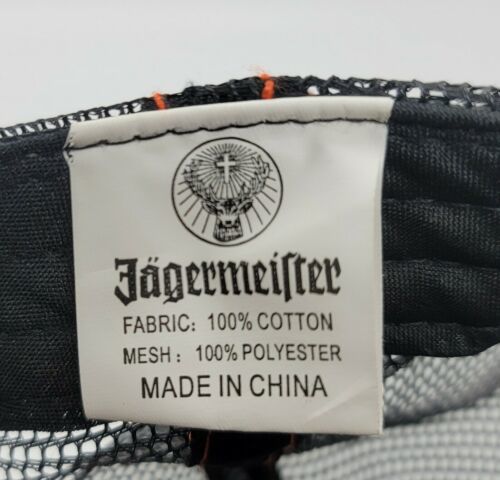 Jägermeiſter
FABRIC: 100% COTTON
MESH: 100% POLYESTER
MADE IN CHINA